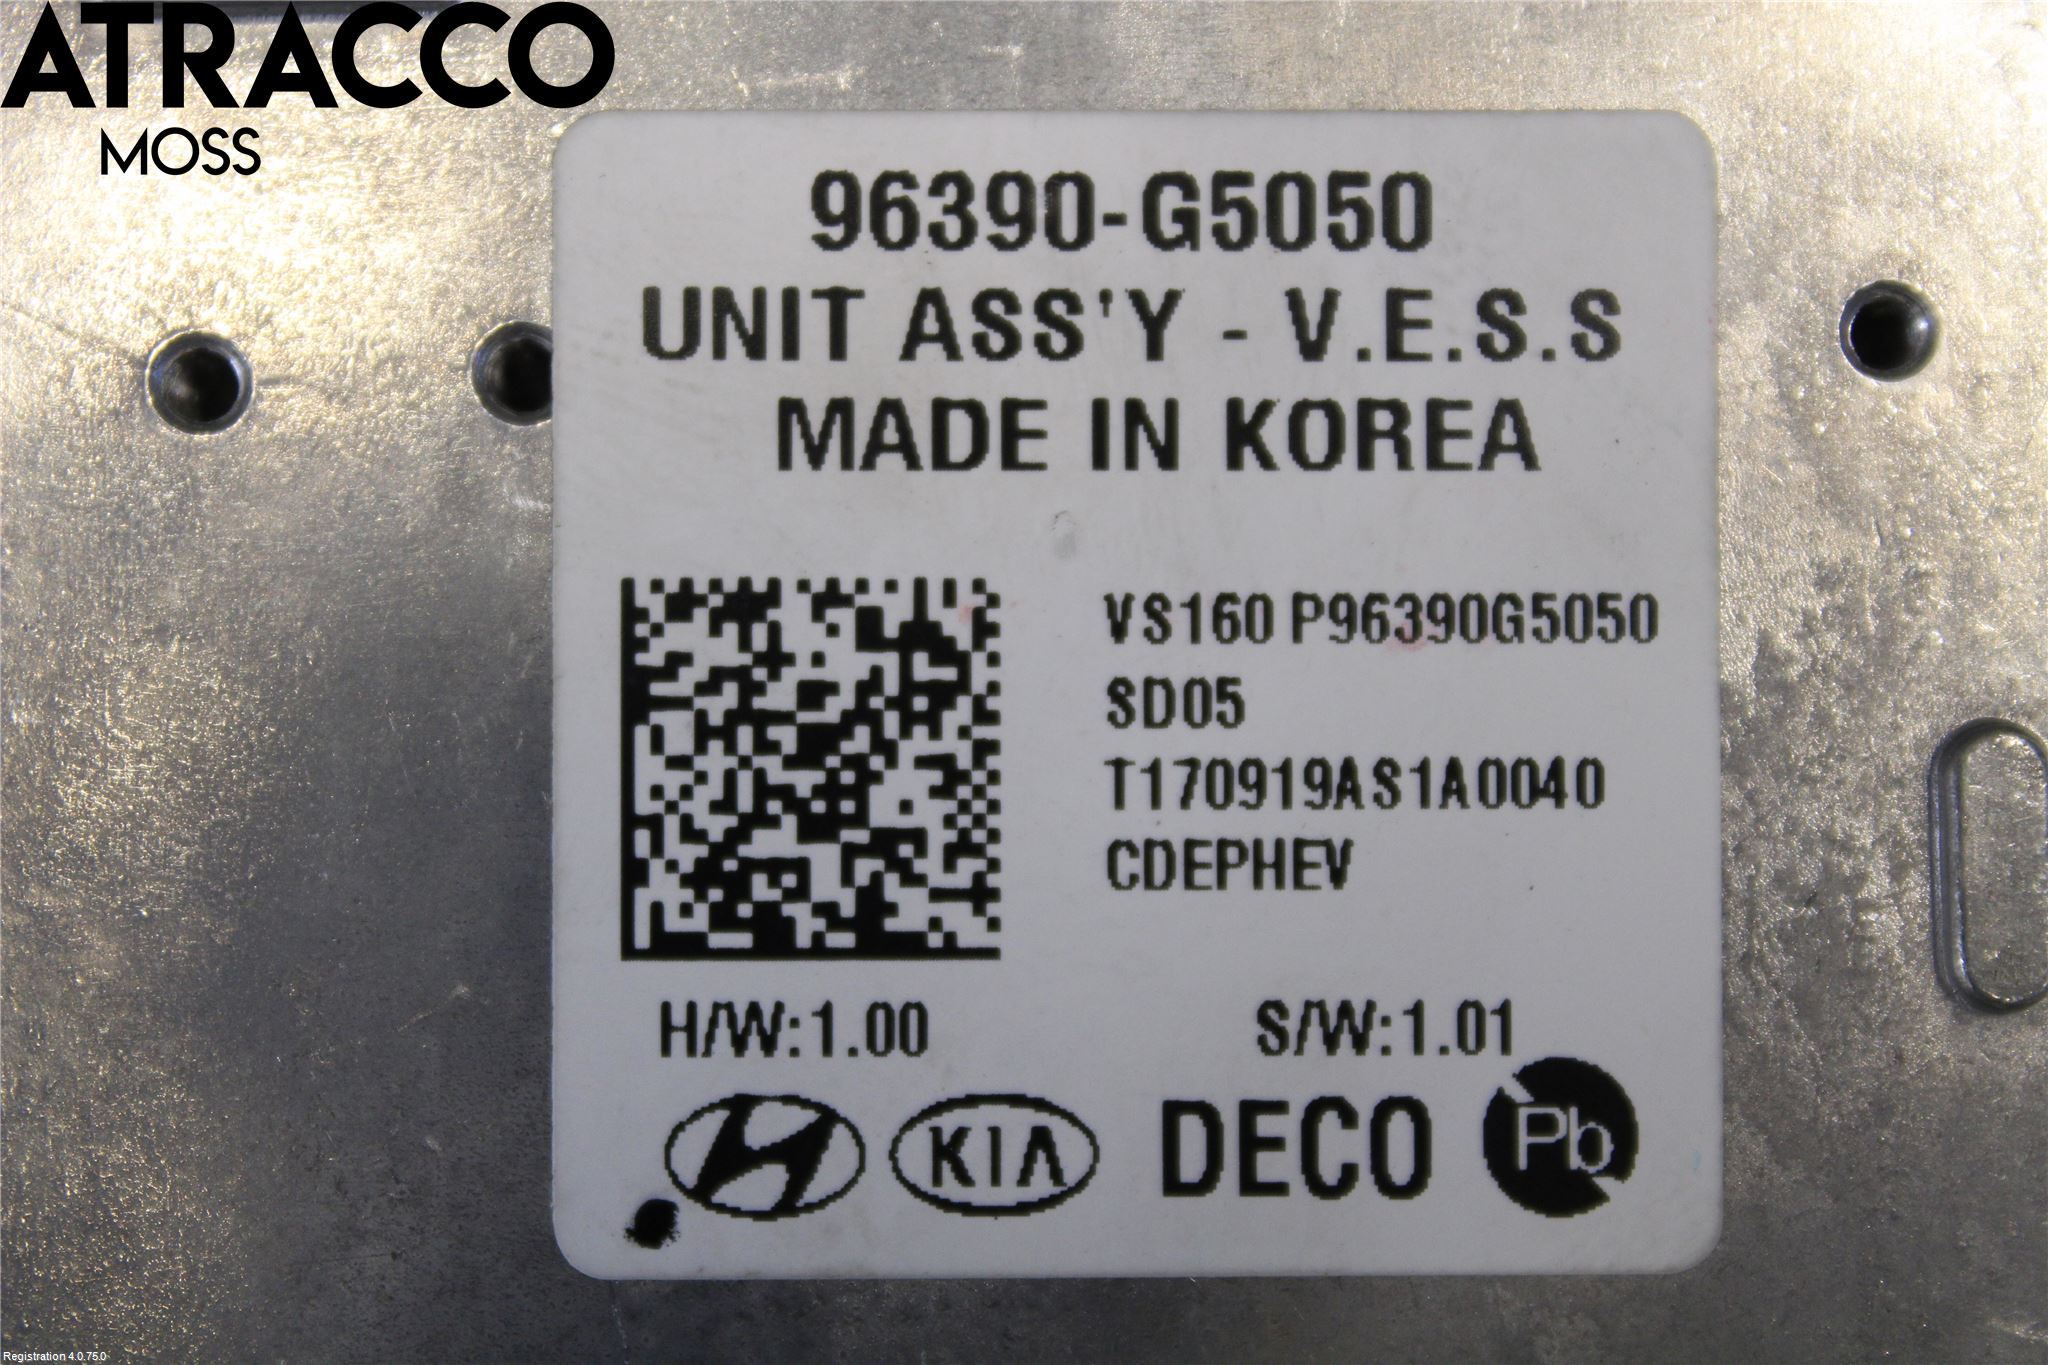 ATRACCO
MOSS
96390-G5050
UNIT ASS'Y - V.E.S.S
MADE IN KOREA
VS160 P96390G5050
SD05
T170919AS1A0040
CDEPHEV
H/W:1.00 S/W:1.01
KIA DECO Pb
Registration 4.0.75.0